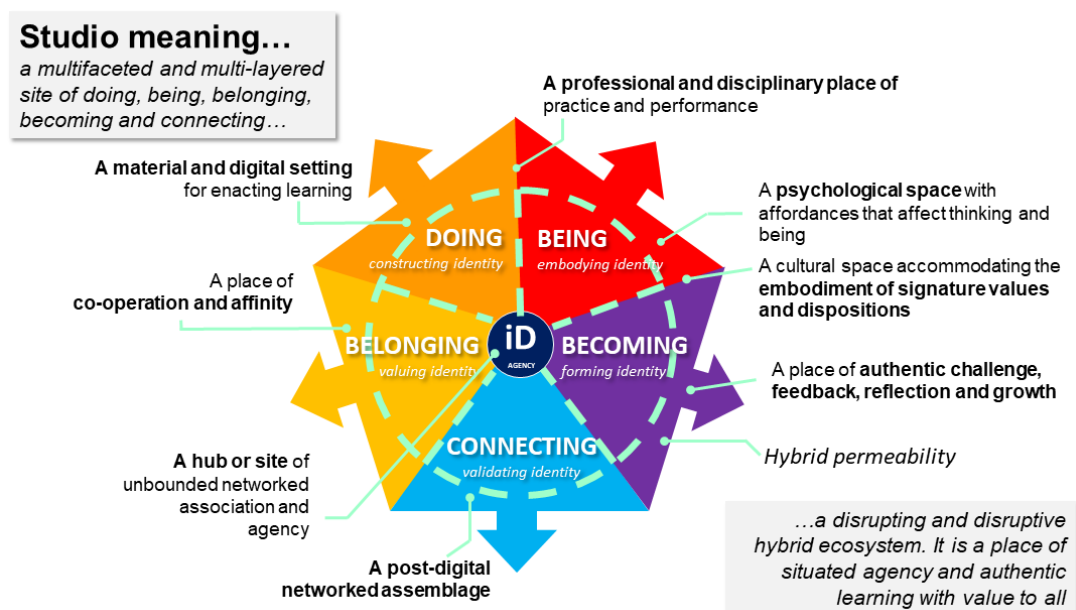 Studio meaning…
a multifaceted and multi-layered
site of doing, being, belonging,
becoming and connecting…
A professional and disciplinary place of
practice and performance
A material and digital setting
for enacting learning
A psychological space with
affordances that affect thinking and
being
DOING
constructing identity
BEING
embodying identity
A cultural space accommodating the
embodiment of signature values
and dispositions
A place of
co-operation and affinity
iD
AGENCY
BELONGING
valuing identity
BECOMING
forming identity
A place of authentic challenge,
feedback, reflection and growth
CONNECTING
validating identity
Hybrid permeability
A hub or site of
unbounded networked
association and
agency
A post-digital
networked assemblage
…a disrupting and disruptive
hybrid ecosystem. It is a place of
situated agency and authentic
learning with value to all